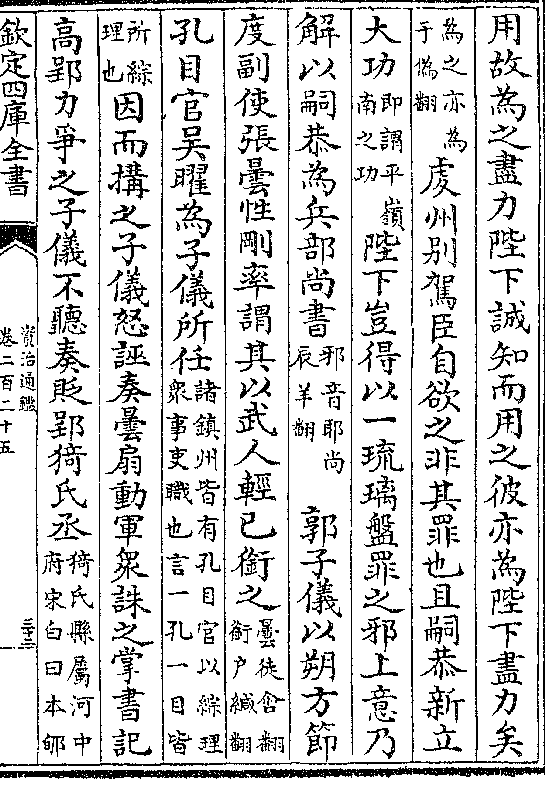 用故為之盡力陛下誠知而用之彼亦為陛下盡力矣
為之亦為
于偽翻
䖍州别駕臣自欲之非其罪也且嗣恭新立
大功
即謂平嶺
南之功
陛下豈得以一琉璃盤罪之邪上意乃
解以嗣恭為兵部尚書
邪音耶尚
辰羊翻
郭子儀以朔方節
度副使張曇性剛率謂其以武人輕已銜之
曇徒含翻
銜户緘翻
孔目官吳曜為子儀所任
諸鎮州皆有孔目官以綜理
衆事吏職也言一孔一目皆
所綜
理也
因而搆之子儀怒誣奏曇扇動軍衆誅之掌書記
高郢力爭之子儀不聽奏貶郢猗氏丞
猗氏縣屬河中
府宋白曰本郇
欽定四庫全書
資治通鑑
卷二百二十五
三十三